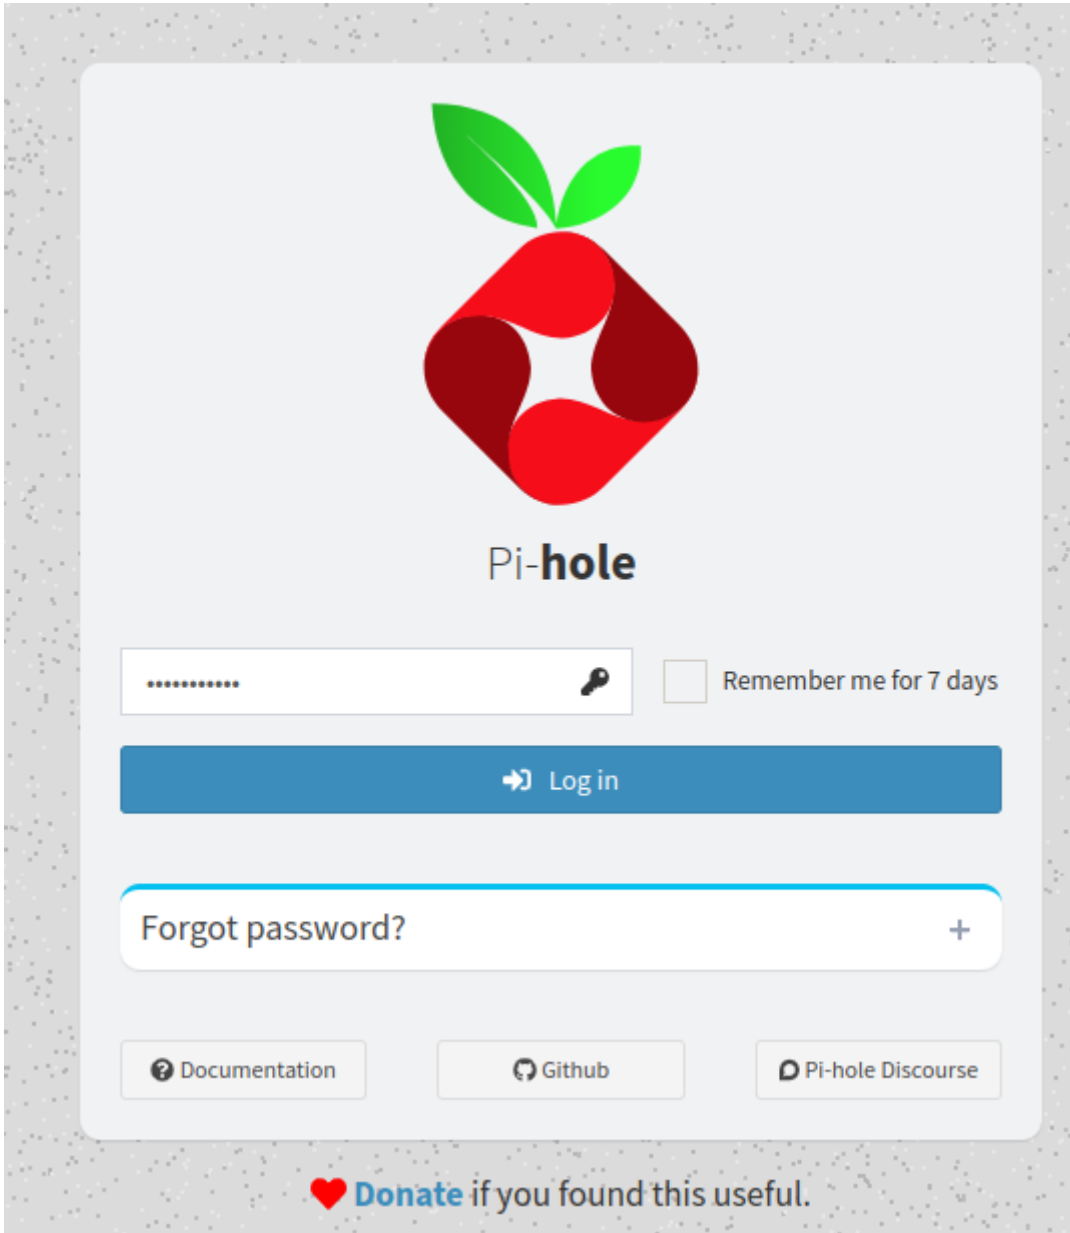 Pi-hole
••••••••••• Remember me for 7 days
Log in
Forgot password? +
Documentation Github Pi-hole Discourse
Donate if you found this useful.